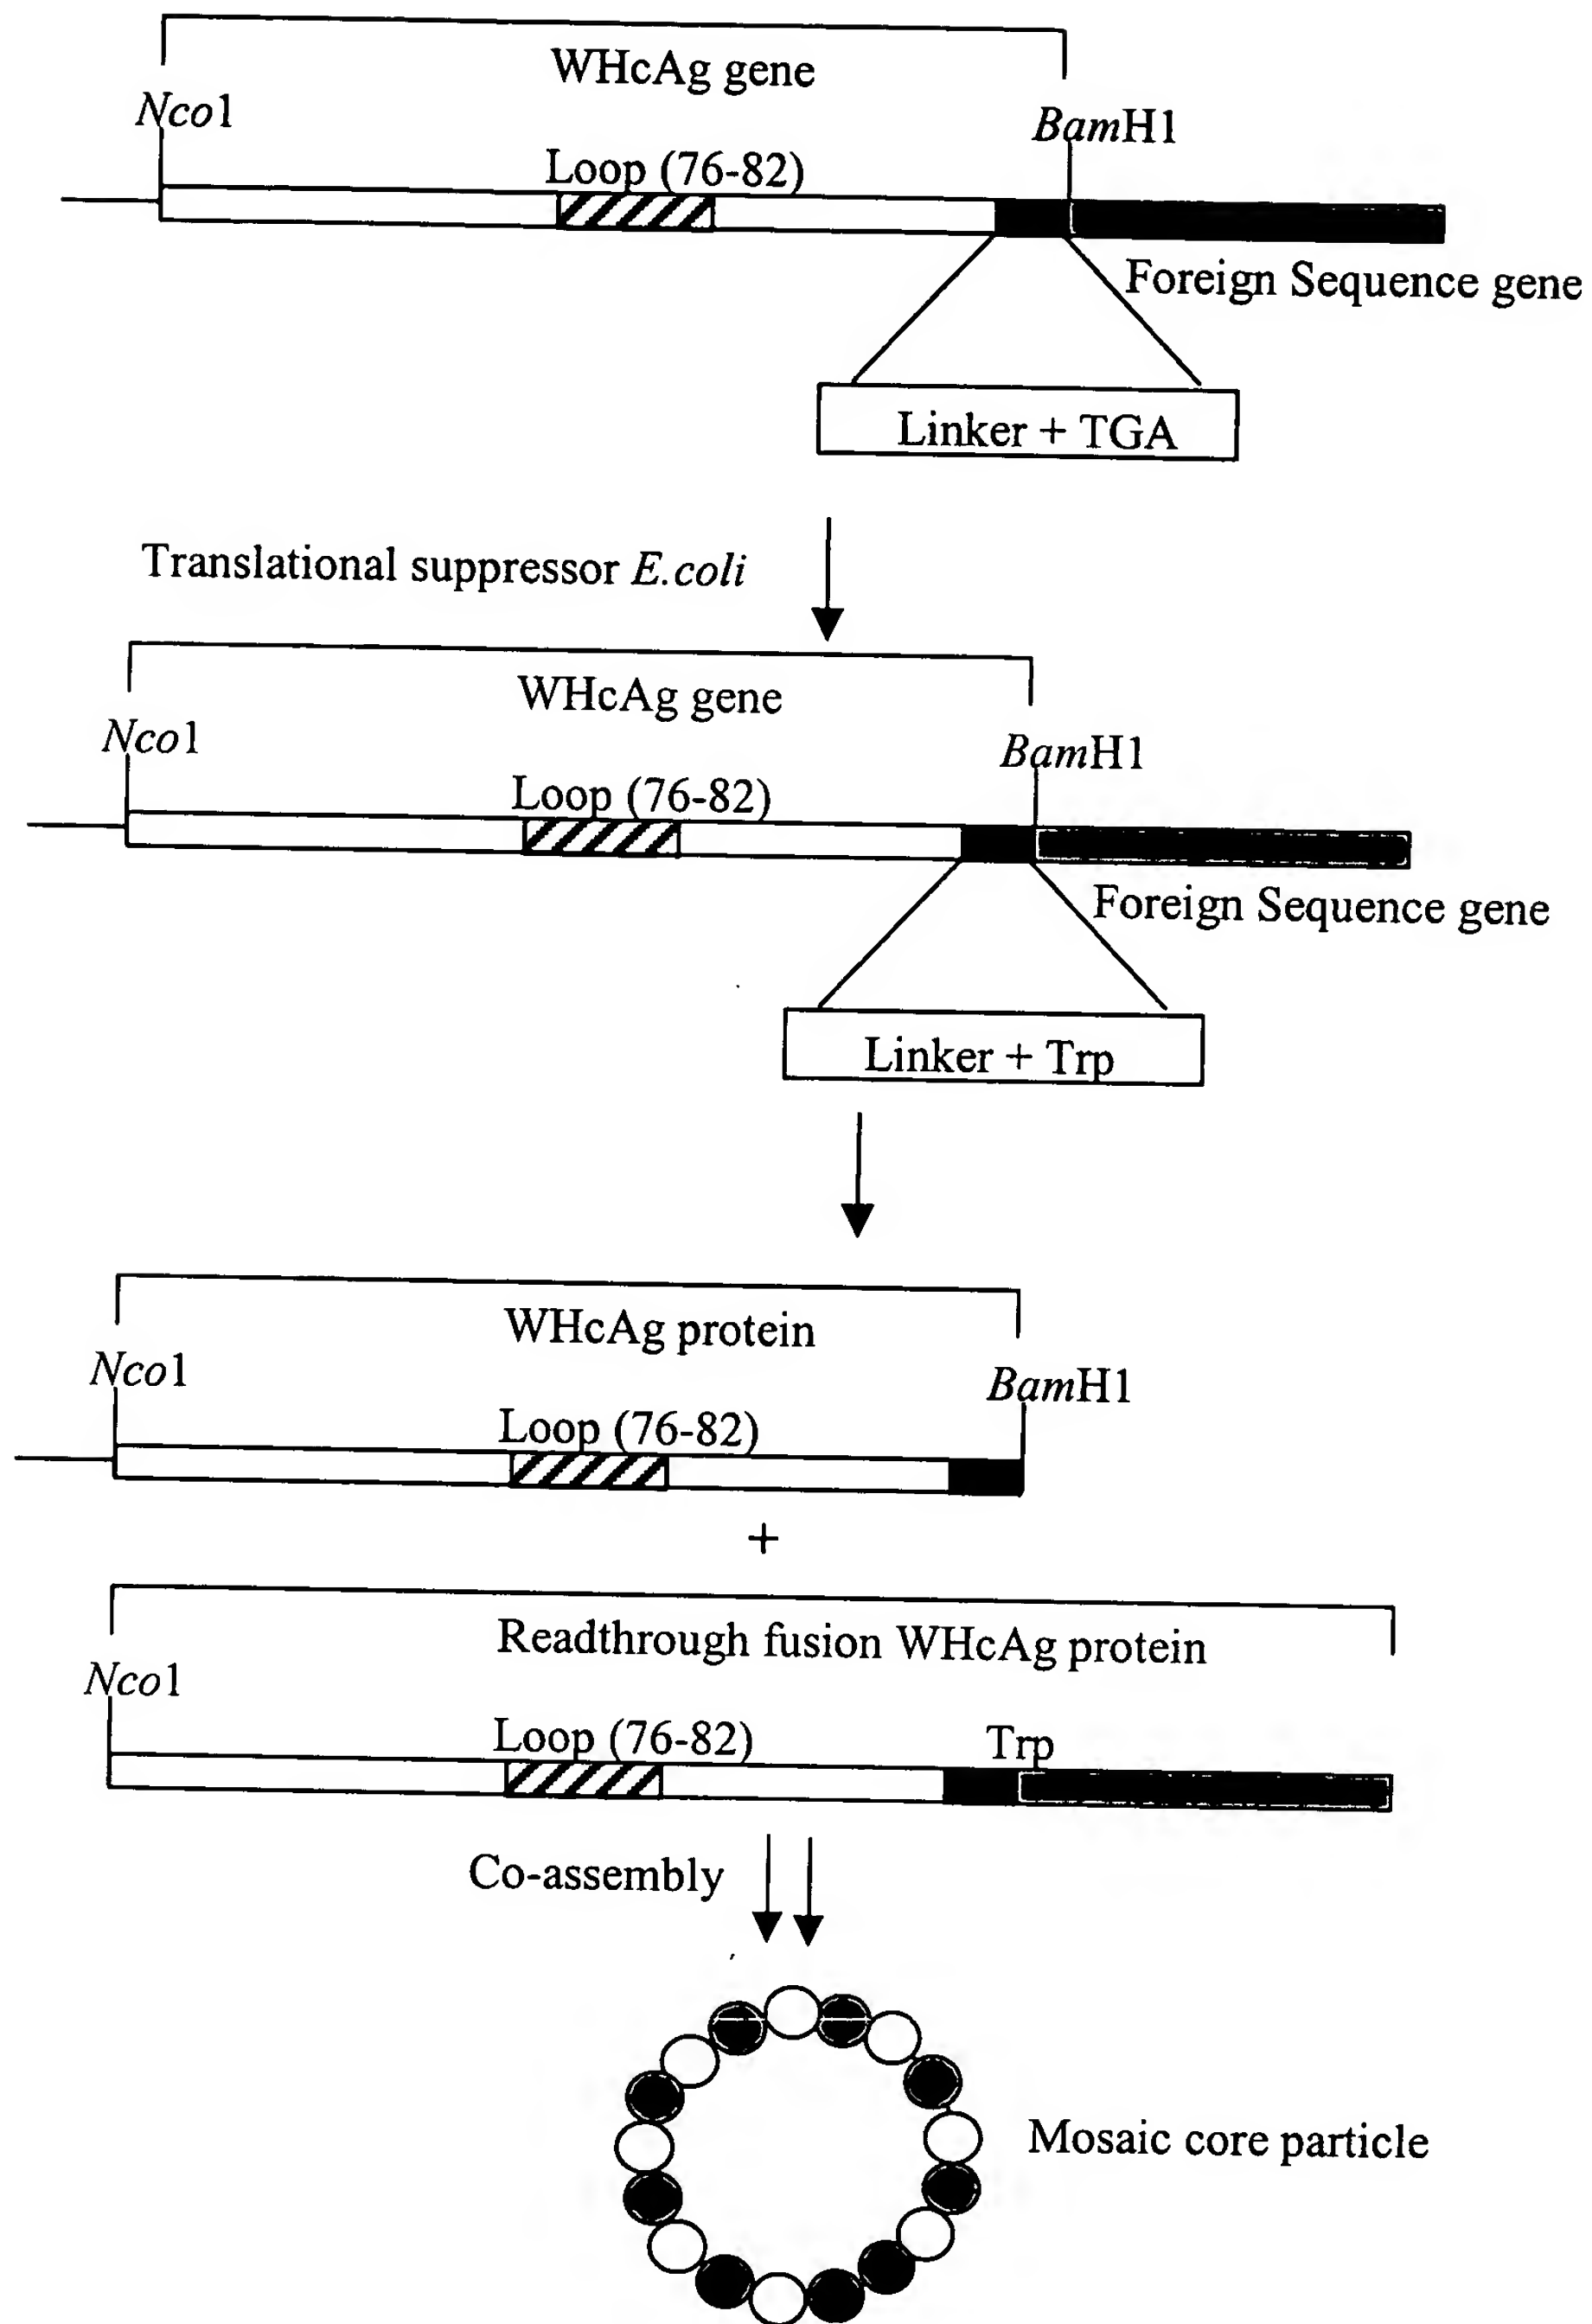 WHcAg gene
Nco1
BamH1
Loop (76-82)
Foreign Sequence gene
Linker + TGA
Translational suppressor E.coli
WHcAg gene
Nco1
BamH1
Loop (76-82)
Foreign Sequence gene
Linker + Trp
WHcAg protein
Nco1
BamH1
Loop (76-82)
+
Readthrough fusion WHcAg protein
Nco1
Loop (76-82)
Trp
Co-assembly
Mosaic core particle